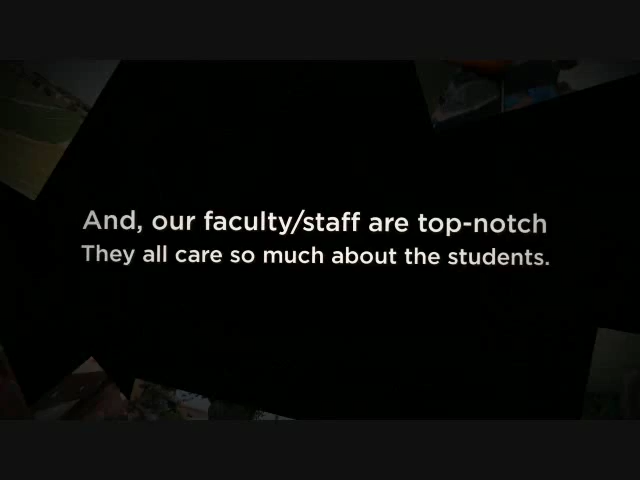 And, our faculty/staff are top-notch
They all care so much about the students.